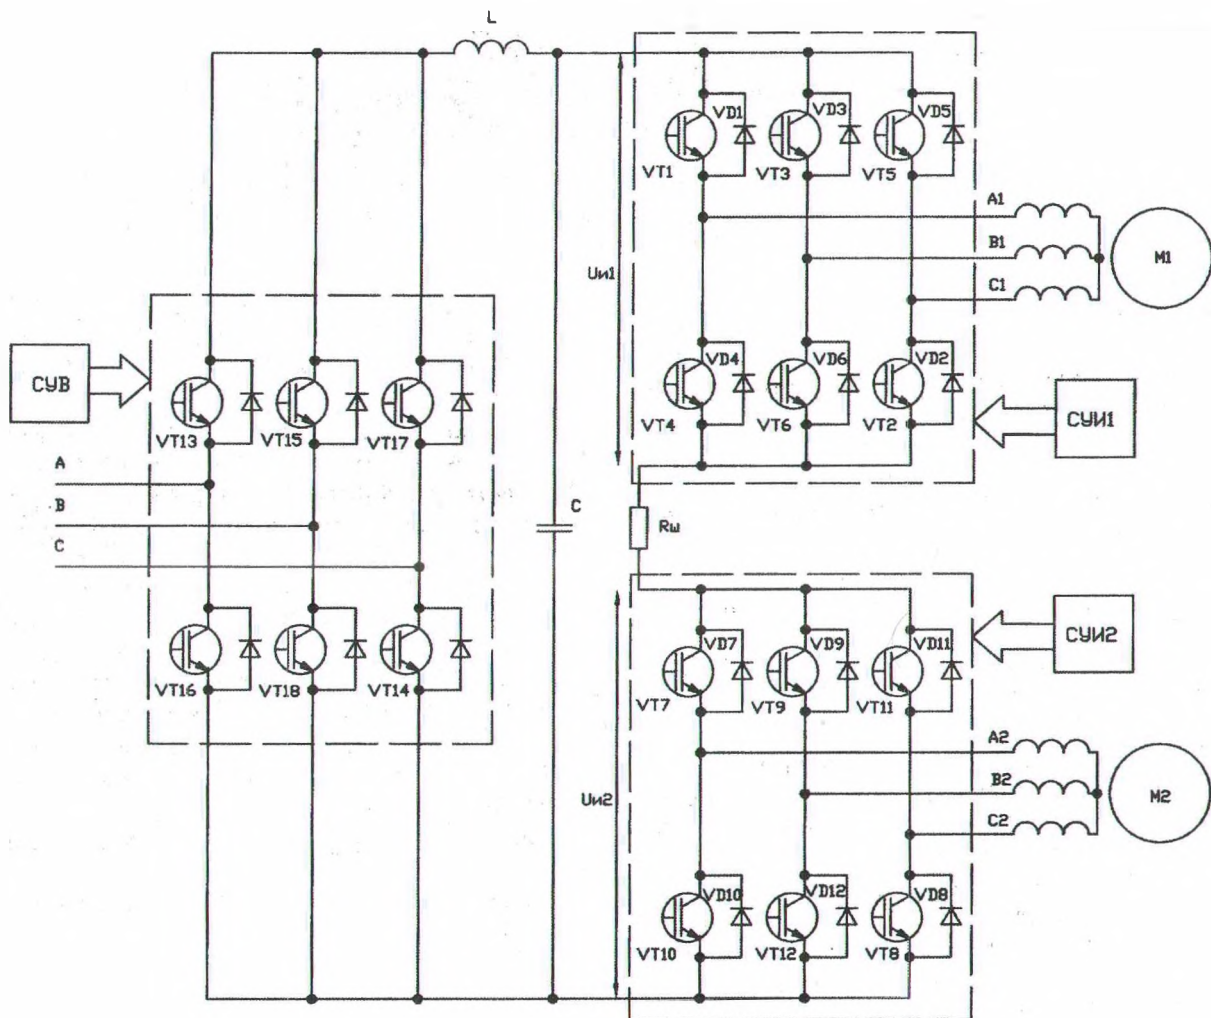 L
VD1 VD3 VD5
VT1 VT3 VT5
A1
B1
C1
M1
Uи1
VD4 VD6 VD2
VT4 VT6 VT2
СУВ
VT13 VT15 VT17
СУИ1
A
B
C
C
Rш
VT16 VT18 VT14
СУИ2
VD7 VD9 VD11
VT7 VT9 VT11
A2
B2
C2
M2
Uи2
VD10 VD12 VD8
VT10 VT12 VT8